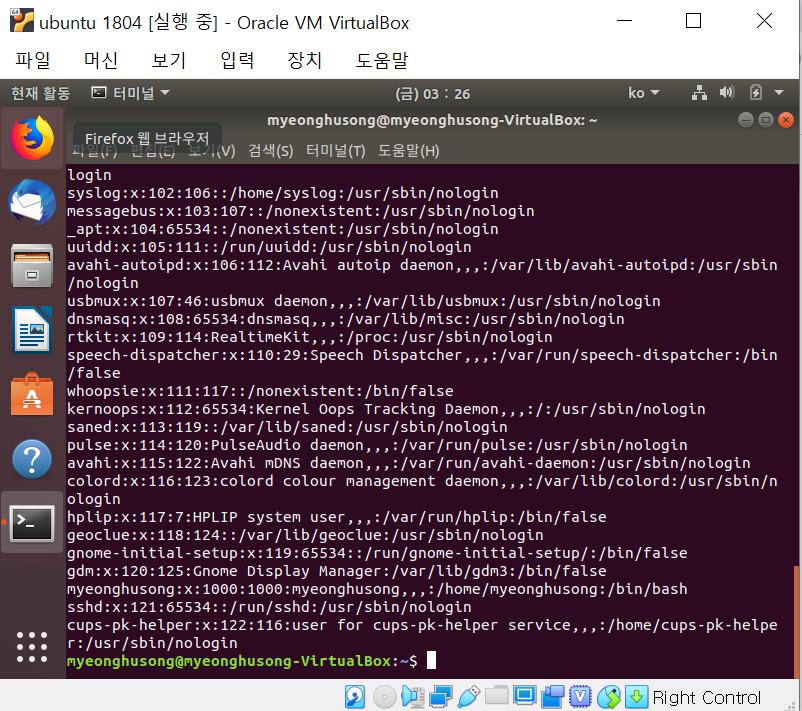 ubuntu 1804 [실행 중] - Oracle VM VirtualBox
파일 머신 보기 입력 장치 도움말
현재 활동 터미널 (금) 03 : 26 ko
myeonghusong@myeonghusong-VirtualBox: ~
Firefox 웹 브라우저
파일(F) 편집(E) 보기(V) 검색(S) 터미널(T) 도움말(H)
login
syslog:x:102:106::/home/syslog:/usr/sbin/nologin
messagebus:x:103:107::/nonexistent:/usr/sbin/nologin
_apt:x:104:65534::/nonexistent:/usr/sbin/nologin
uuidd:x:105:111::/run/uuidd:/usr/sbin/nologin
avahi-autoipd:x:106:112:Avahi autoip daemon,,,:/var/lib/avahi-autoipd:/usr/sbin
/nologin
usbmux:x:107:46:usbmux daemon,,,:/var/lib/usbmux:/usr/sbin/nologin
dnsmasq:x:108:65534:dnsmasq,,,:/var/lib/misc:/usr/sbin/nologin
rtkit:x:109:114:RealtimeKit,,,:/proc:/usr/sbin/nologin
speech-dispatcher:x:110:29:Speech Dispatcher,,,:/var/run/speech-dispatcher:/bin
/false
whoopsie:x:111:117::/nonexistent:/bin/false
kernoops:x:112:65534:Kernel Oops Tracking Daemon,,,:/:/usr/sbin/nologin
saned:x:113:119::/var/lib/saned:/usr/sbin/nologin
pulse:x:114:120:PulseAudio daemon,,,:/var/run/pulse:/usr/sbin/nologin
avahi:x:115:122:Avahi mDNS daemon,,,:/var/run/avahi-daemon:/usr/sbin/nologin
colord:x:116:123:colord colour management daemon,,,:/var/lib/colord:/usr/sbin/n
ologin
hplip:x:117:7:HPLIP system user,,,:/var/run/hplip:/bin/false
geoclue:x:118:124::/var/lib/geoclue:/usr/sbin/nologin
gnome-initial-setup:x:119:65534::/run/gnome-initial-setup/:/bin/false
gdm:x:120:125:Gnome Display Manager:/var/lib/gdm3:/bin/false
myeonghusong:x:1000:1000:myeonghusong,,,:/home/myeonghusong:/bin/bash
sshd:x:121:65534::/run/sshd:/usr/sbin/nologin
cups-pk-helper:x:122:116:user for cups-pk-helper service,,,:/home/cups-pk-helpe
r:/usr/sbin/nologin
myeonghusong@myeonghusong-VirtualBox:~$
Right Control